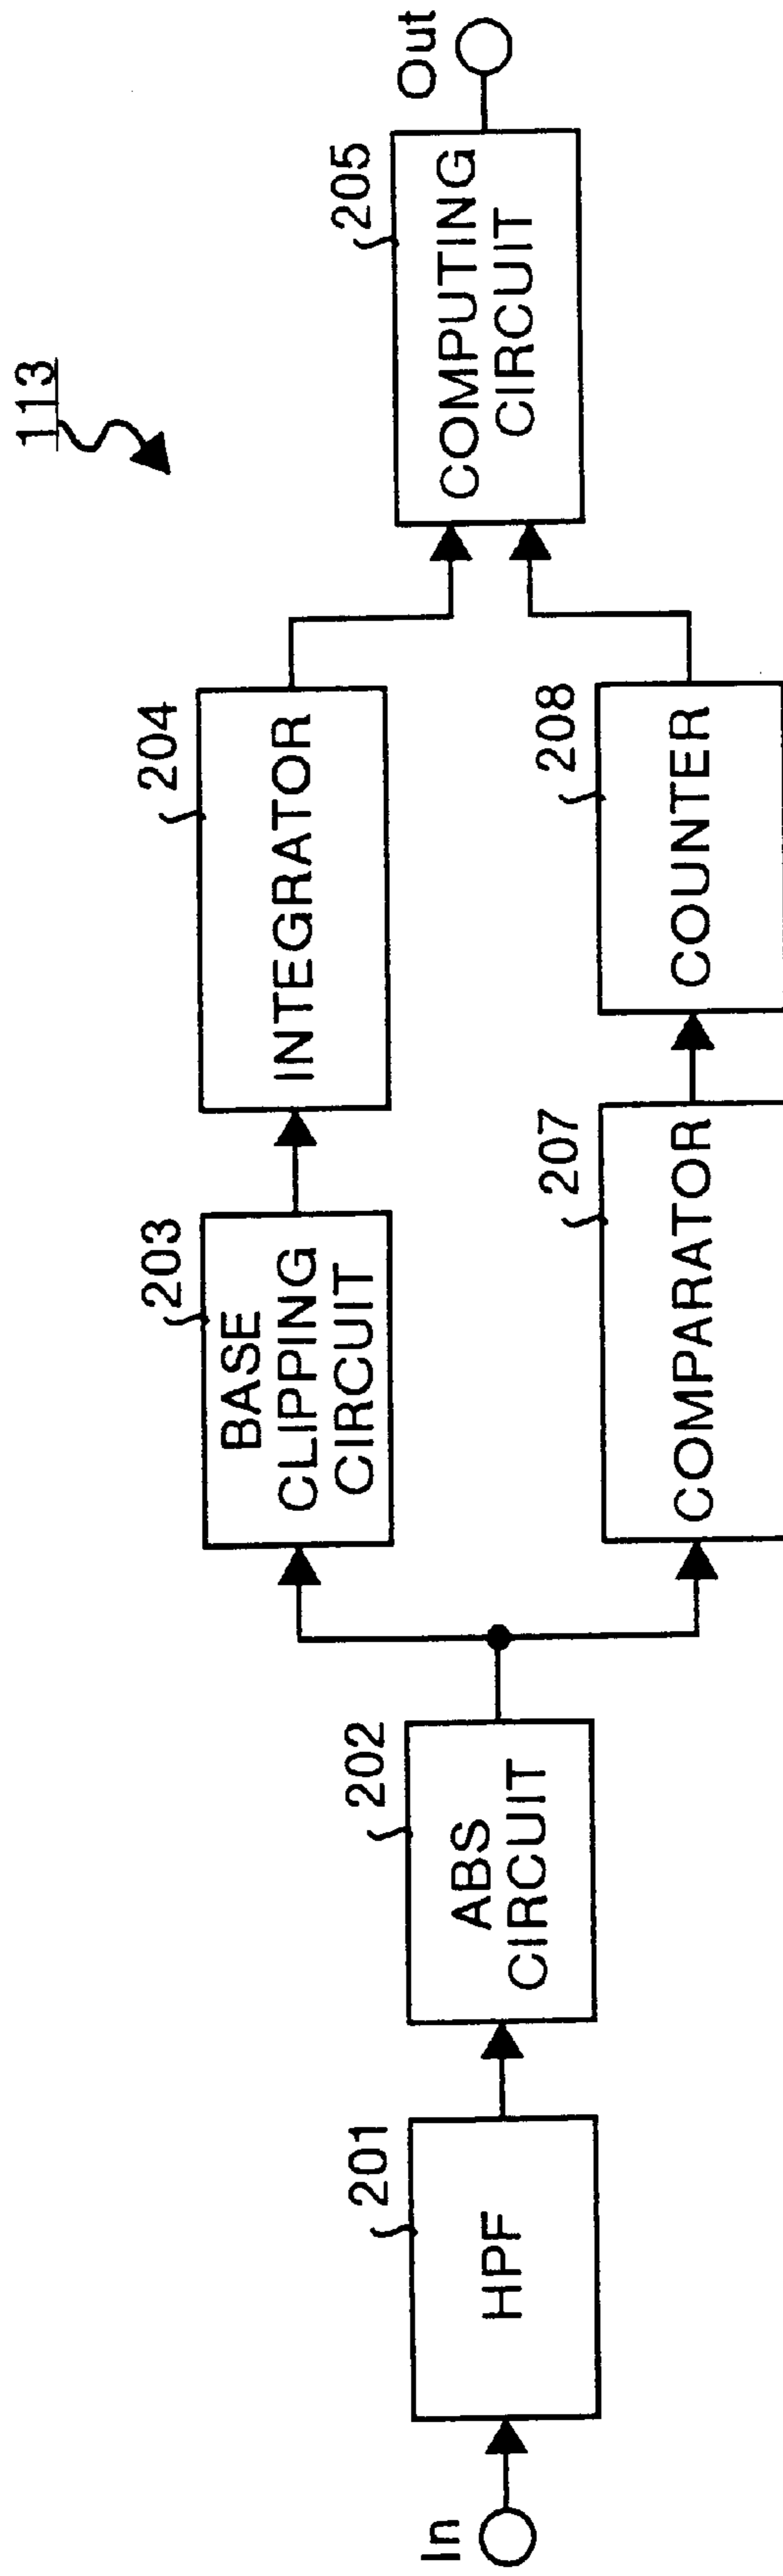 113
In
201
HPF
202
ABS
CIRCUIT
203
BASE
CLIPPING
CIRCUIT
204
INTEGRATOR
207
COMPARATOR
208
COUNTER
205
COMPUTING
CIRCUIT
Out